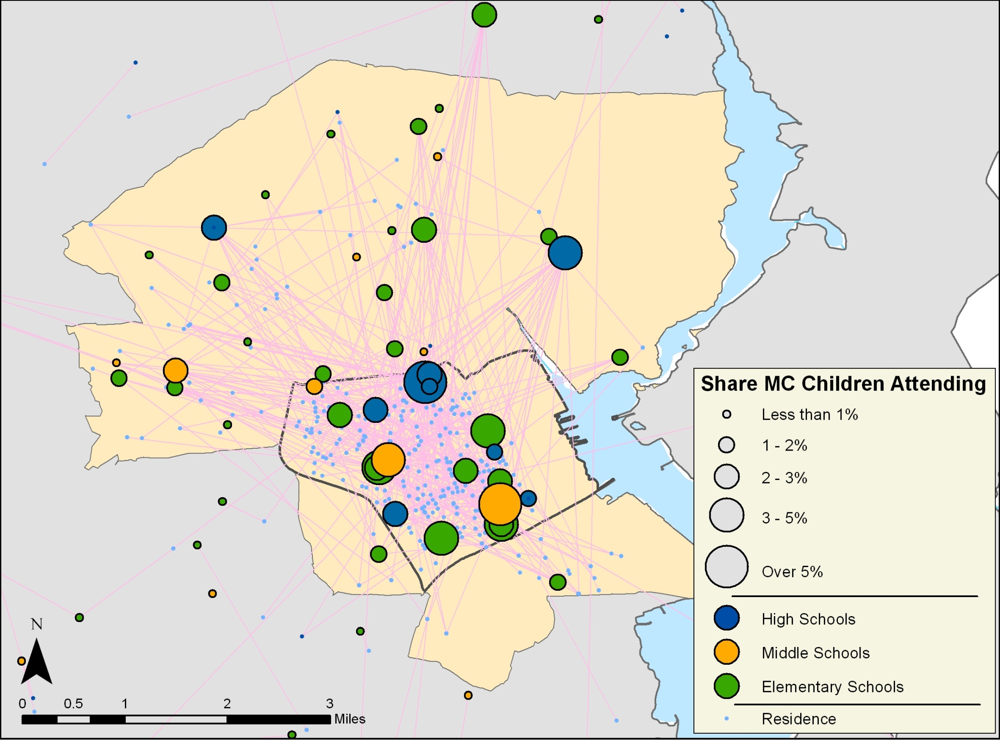 Share MC Children Attending
Less than 1%
1 - 2%
2 - 3%
3 - 5%
Over 5%
High Schools
Middle Schools
Elementary Schools
Residence
N
0 0.5 1 2 3
Miles